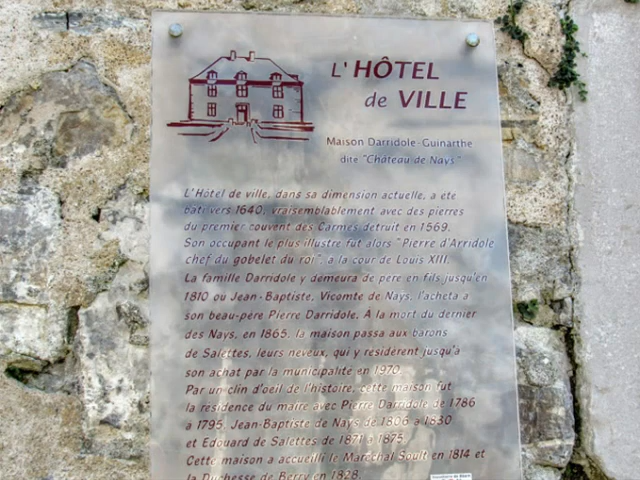 L'HÔTEL
de VILLE
Maison Darridole-Guinarthe
dite "Château de Nays"
L'Hôtel de ville, dans sa dimension actuelle, a été
bâti vers 1640, vraisemblablement avec des pierres
du premier couvent des Carmes détruit en 1569.
Son occupant le plus illustre fut alors "Pierre d'Arridole
chef du gobelet du roi", à la cour de Louis XIII.
La famille Darridole y demeura de père en fils jusqu'en
1810 où Jean-Baptiste, Vicomte de Nays, l'acheta à
son beau-père Pierre Darridole. À la mort du dernier
des Nays, en 1865, la maison passa aux barons
de Salettes, leurs neveux, qui y résidèrent jusqu'à
son achat par la municipalité en 1970.
Par un clin d'oeil de l'histoire, cette maison fut
la résidence du maire avec Pierre Darridole de 1786
à 1795, Jean-Baptiste de Nays de 1806 à 1830
et Edouard de Salettes de 1871 à 1875.
Cette maison a accueilli le Maréchal Soult en 1814 et
la Duchesse de Berry en 1828.